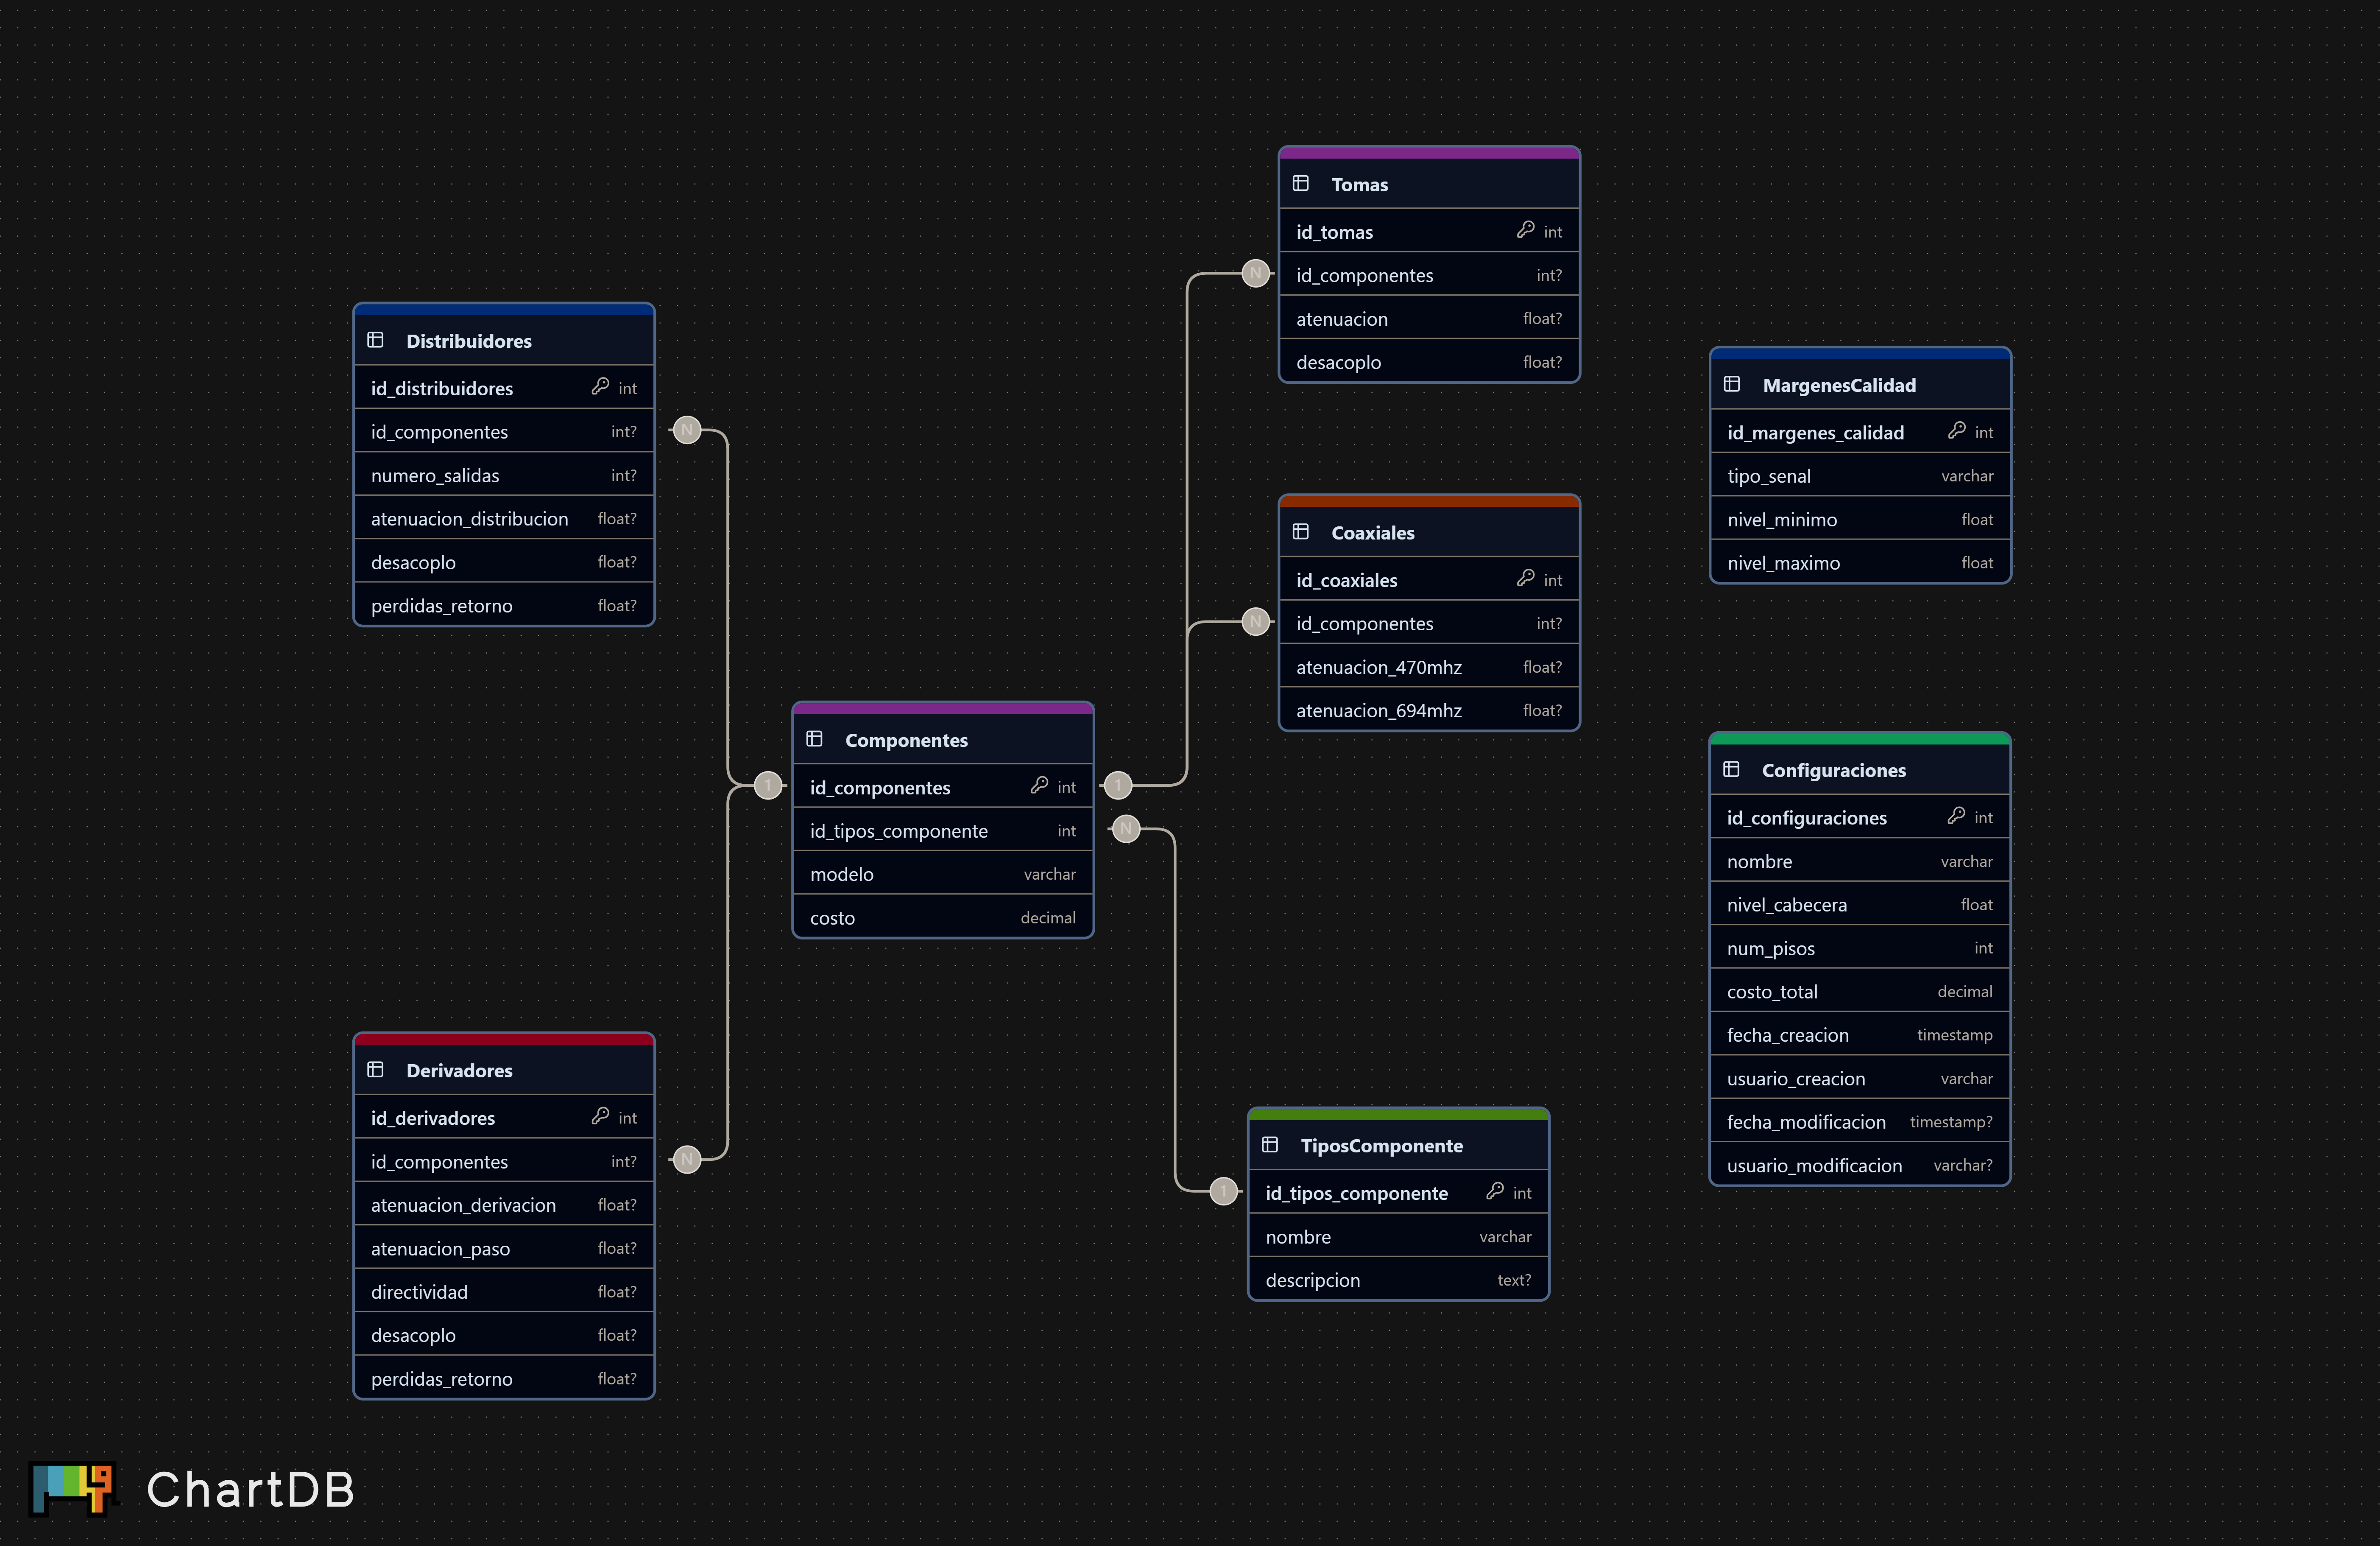 Distribuidores
id_distribuidores int
id_componentes int?
numero_salidas int?
atenuacion_distribucion float?
desacoplo float?
perdidas_retorno float?
Derivadores
id_derivadores int
id_componentes int?
atenuacion_derivacion float?
atenuacion_paso float?
directividad float?
desacoplo float?
perdidas_retorno float?
N
N
1
Componentes
id_componentes int
id_tipos_componente int
modelo varchar
costo decimal
1
N
N
N
1
Tomas
id_tomas int
id_componentes int?
atenuacion float?
desacoplo float?
Coaxiales
id_coaxiales int
id_componentes int?
atenuacion_470mhz float?
atenuacion_694mhz float?
TiposComponente
id_tipos_componente int
nombre varchar
descripcion text?
MargenesCalidad
id_margenes_calidad int
tipo_senal varchar
nivel_minimo float
nivel_maximo float
Configuraciones
id_configuraciones int
nombre varchar
nivel_cabecera float
num_pisos int
costo_total decimal
fecha_creacion timestamp
usuario_creacion varchar
fecha_modificacion timestamp?
usuario_modificacion varchar?
ChartDB